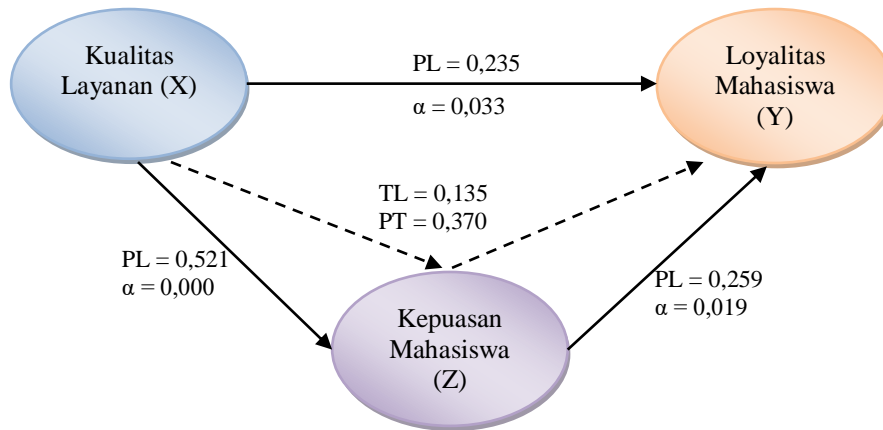 Kualitas
Layanan (X)
PL = 0,235
α = 0,033
Loyalitas
Mahasiswa
(Y)
TL = 0,135
PT = 0,370
PL = 0,521
α = 0,000
PL = 0,259
α = 0,019
Kepuasan
Mahasiswa
(Z)